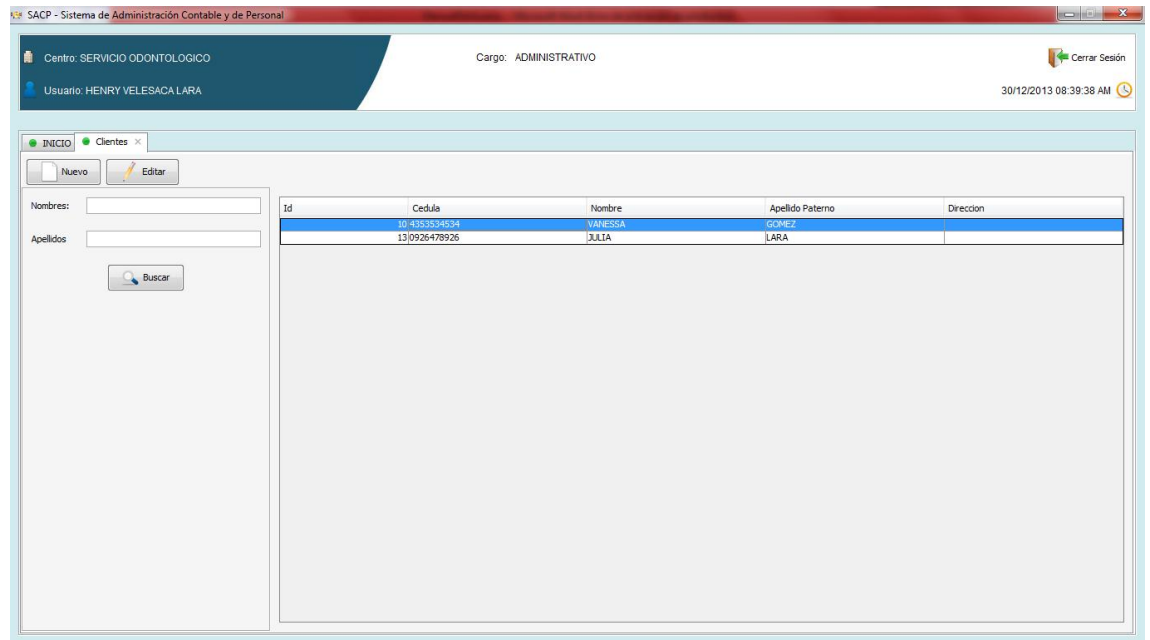 SACP - Sistema de Administración Contable y de Personal
Centro: SERVICIO ODONTOLOGICO Cargo: ADMINISTRATIVO Cerrar Sesión
Usuario: HENRY VELESACA LARA 30/12/2013 08:39:38 AM
INICIO Clientes
Nuevo Editar
Nombres:
Apellidos
Buscar
Id Cedula Nombre Apellido Paterno Direccion
10 4353534534 VANESSA GOMEZ
13 0926478926 JULIA LARA